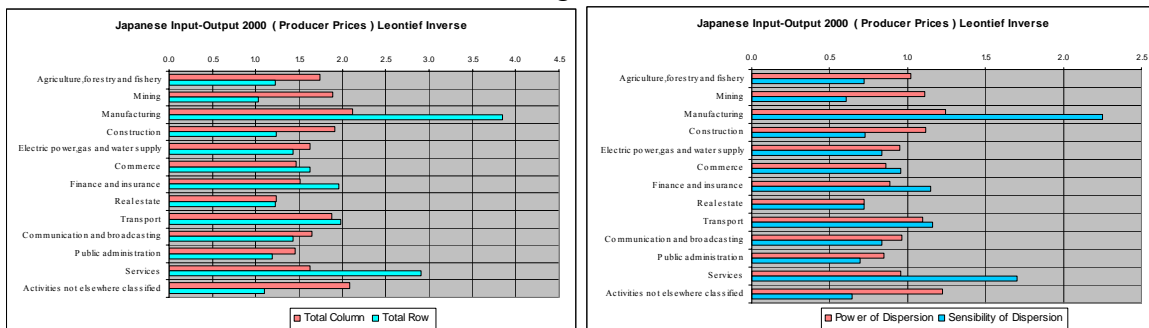 Japanese Input-Output 2000 ( Producer Prices ) Leontief Inverse
0.0 0.5 1.0 1.5 2.0 2.5 3.0 3.5 4.0 4.5
Agriculture,forestry and fishery
Mining
Manufacturing
Construction
Electric power,gas and water supply
Commerce
Finance and insurance
Real estate
Transport
Communication and broadcasting
Public administration
Services
Activities not elsewhere classified
Total Column Total Row
Japanese Input-Output 2000 ( Producer Prices ) Leontief Inverse
0.0 0.5 1.0 1.5 2.0 2.5
Agriculture,forestry and fishery
Mining
Manufacturing
Construction
Electric power,gas and water supply
Commerce
Finance and insurance
Real estate
Transport
Communication and broadcasting
Public administration
Services
Activities not elsewhere classified
Power of Dispersion Sensibility of Dispersion